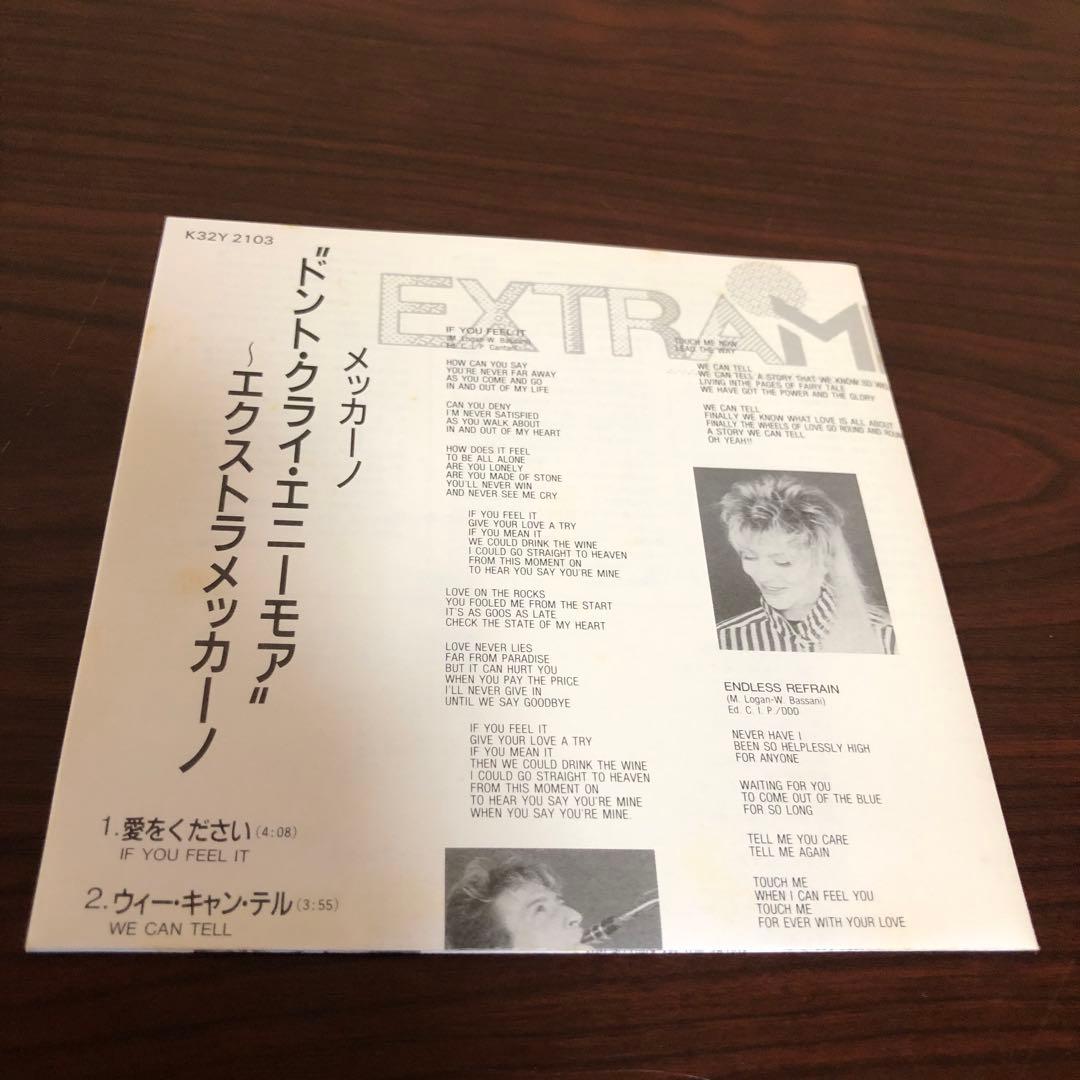 K32Y 2103
メッカーノ
"ドント・クライ・エニーモア"
〜エクストラメッカーノ
1.愛をください(4:08)
IF YOU FEEL IT
2.ウィー・キャン・テル(3:55)
WE CAN TELL
EXTRAM
IF YOU FEEL IT
(M. Logan-W. Bassani)
HOW CAN YOU SAY
YOU'RE NEVER FAR AWAY
AS YOU COME AND GO
IN AND OUT OF MY LIFE
CAN YOU DENY
I'M NEVER SATISFIED
AS YOU WALK ABOUT
IN AND OUT OF MY HEART
HOW DOES IT FEEL
TO BE ALL ALONE
ARE YOU LONELY
ARE YOU MADE OF STONE
YOU'LL NEVER WIN
AND NEVER SEE ME CRY
IF YOU FEEL IT
GIVE YOUR LOVE A TRY
IF YOU MEAN IT
WE COULD DRINK THE WINE
I COULD GO STRAIGHT TO HEAVEN
FROM THIS MOMENT ON
TO HEAR YOU SAY YOU'RE MINE
LOVE ON THE ROCKS
YOU FOOLED ME FROM THE START
IT'S AS GOOS AS LATE
CHECK THE STATE OF MY HEART
LOVE NEVER LIES
FAR FROM PARADISE
BUT IT CAN HURT YOU
WHEN YOU PAY THE PRICE
I'LL NEVER GIVE IN
UNTIL WE SAY GOODBYE
IF YOU FEEL IT
GIVE YOUR LOVE A TRY
IF YOU MEAN IT
THEN WE COULD DRINK THE WINE
I COULD GO STRAIGHT TO HEAVEN
FROM THIS MOMENT ON
TO HEAR YOU SAY YOU'RE MINE
WHEN YOU SAY YOU'RE MINE.
TOUCH ME NOW
LEAD THE WAY
WE CAN TELL
WE CAN TELL A STORY THAT WE KNOW SO
LIVING INTHE PAGES OF FAIRY TALE
WE HAVE GOT THE POWER AND THE GLORY
WE CAN TELL
FINALLY WE KNOW WHAT LOVE IS ALL ABOUT
FINALLY THE WHEELS OF LOVE SO ROUND AND
A STORY WE CAN TELL
OH YEAH!!
ENDLESS REFRAIN
(M. Logan-W. Bassani)
Ed. C. I. P./DDD
NEVER HAVE I
BEEN SO HELPLESSLY HIGH
FOR ANYONE
WAITING FOR YOU
TO COME OUT OF THE BLUE
FOR SO LONG
TELL ME YOU CARE
TELL ME AGAIN
TOUCH ME
WHEN I CAN FEEL YOU
TOUCH ME
FOR EVER WITH YOUR LOVE